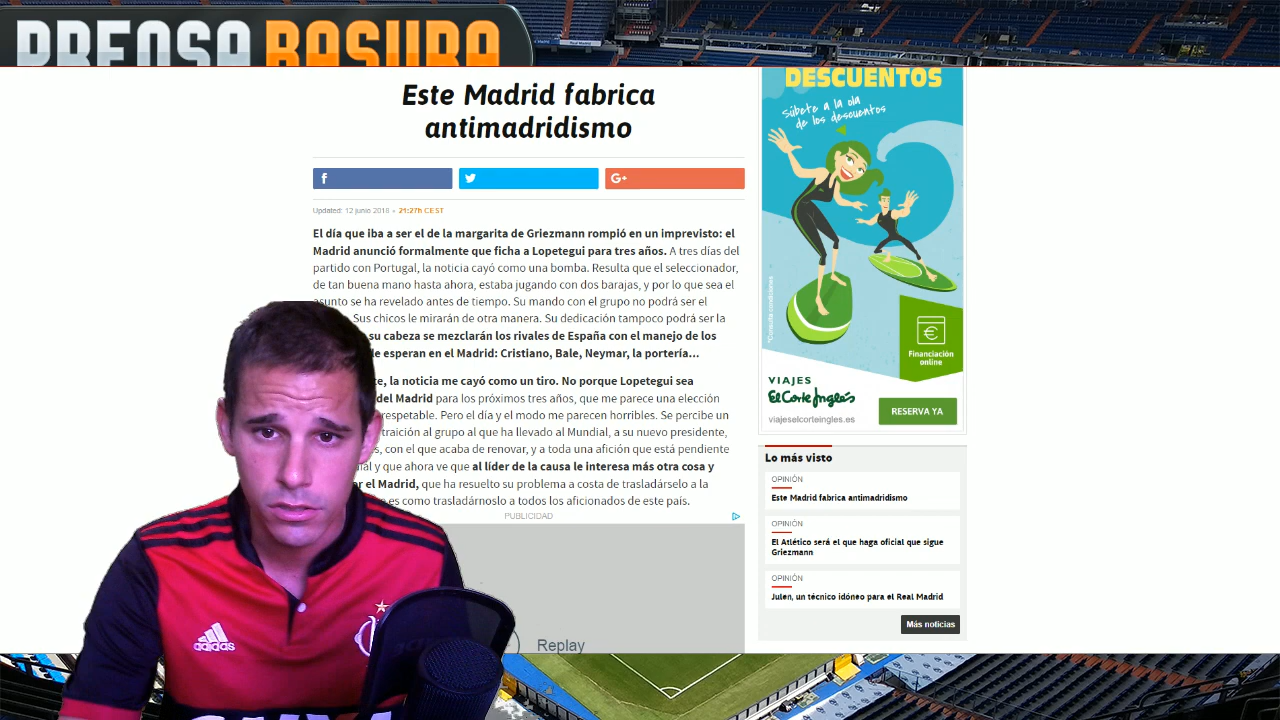 PRENSA BASURA
Este Madrid fabrica
antimadridismo
f
G+
Updated: 12 junio 2018 • 21:27h CEST
El día que iba a ser el de la margarita de Griezmann rompió en un imprevisto: el
Madrid anunció formalmente que ficha a Lopetegui para tres años. A tres días del
partido con Portugal, la noticia cayó como una bomba. Resulta que el seleccionador,
de tan buena mano hasta ahora, estaba jugando con dos barajas, y por lo que sea el
asunto se ha revelado antes de tiempo. Su mando con el grupo no podrá ser el
Sus chicos le mirarán de otra manera. Su dedicación tampoco podrá ser la
su cabeza se mezclarán los rivales de España con el manejo de los
le esperan en el Madrid: Cristiano, Bale, Neymar, la portería...
la noticia me cayó como un tiro. No porque Lopetegui sea
del Madrid para los próximos tres años, que me parece una elección
respetable. Pero el día y el modo me parecen horribles. Se percibe un
traición al grupo al que ha llevado al Mundial, a su nuevo presidente,
con el que acaba de renovar, y a toda una afición que está pendiente
y que ahora ve que al líder de la causa le interesa más otra cosa y
el Madrid, que ha resuelto su problema a costa de trasladárselo a la
es como trasladárnoslo a todos los aficionados de este país.
PUBLICIDAD
Replay
DESCUENTOS
Súbete a la ola
de los descuentos
*Consulta condiciones
Financiación
online
VIAJES
El Corte Inglés
viajeselcorteingles.es
RESERVA YA
Lo más visto
OPINIÓN
Este Madrid fabrica antimadridismo
OPINIÓN
El Atlético será el que haga oficial que sigue
Griezmann
OPINIÓN
Julen, un técnico idóneo para el Real Madrid
Más noticias
adidas